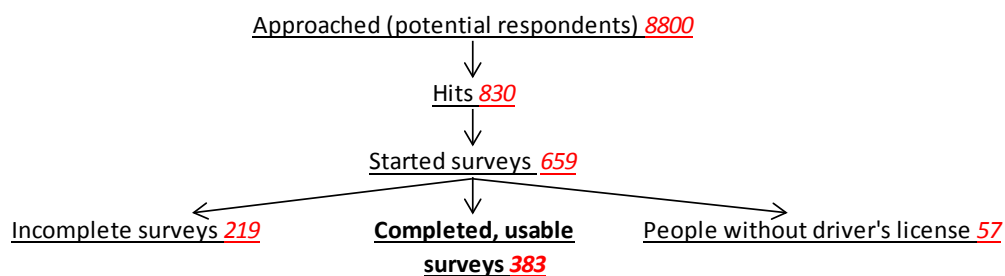 Approached (potential respondents) 8800
Hits 830
Started surveys 659
Incomplete surveys 219
Completed, usable
surveys 383
People without driver's license 57